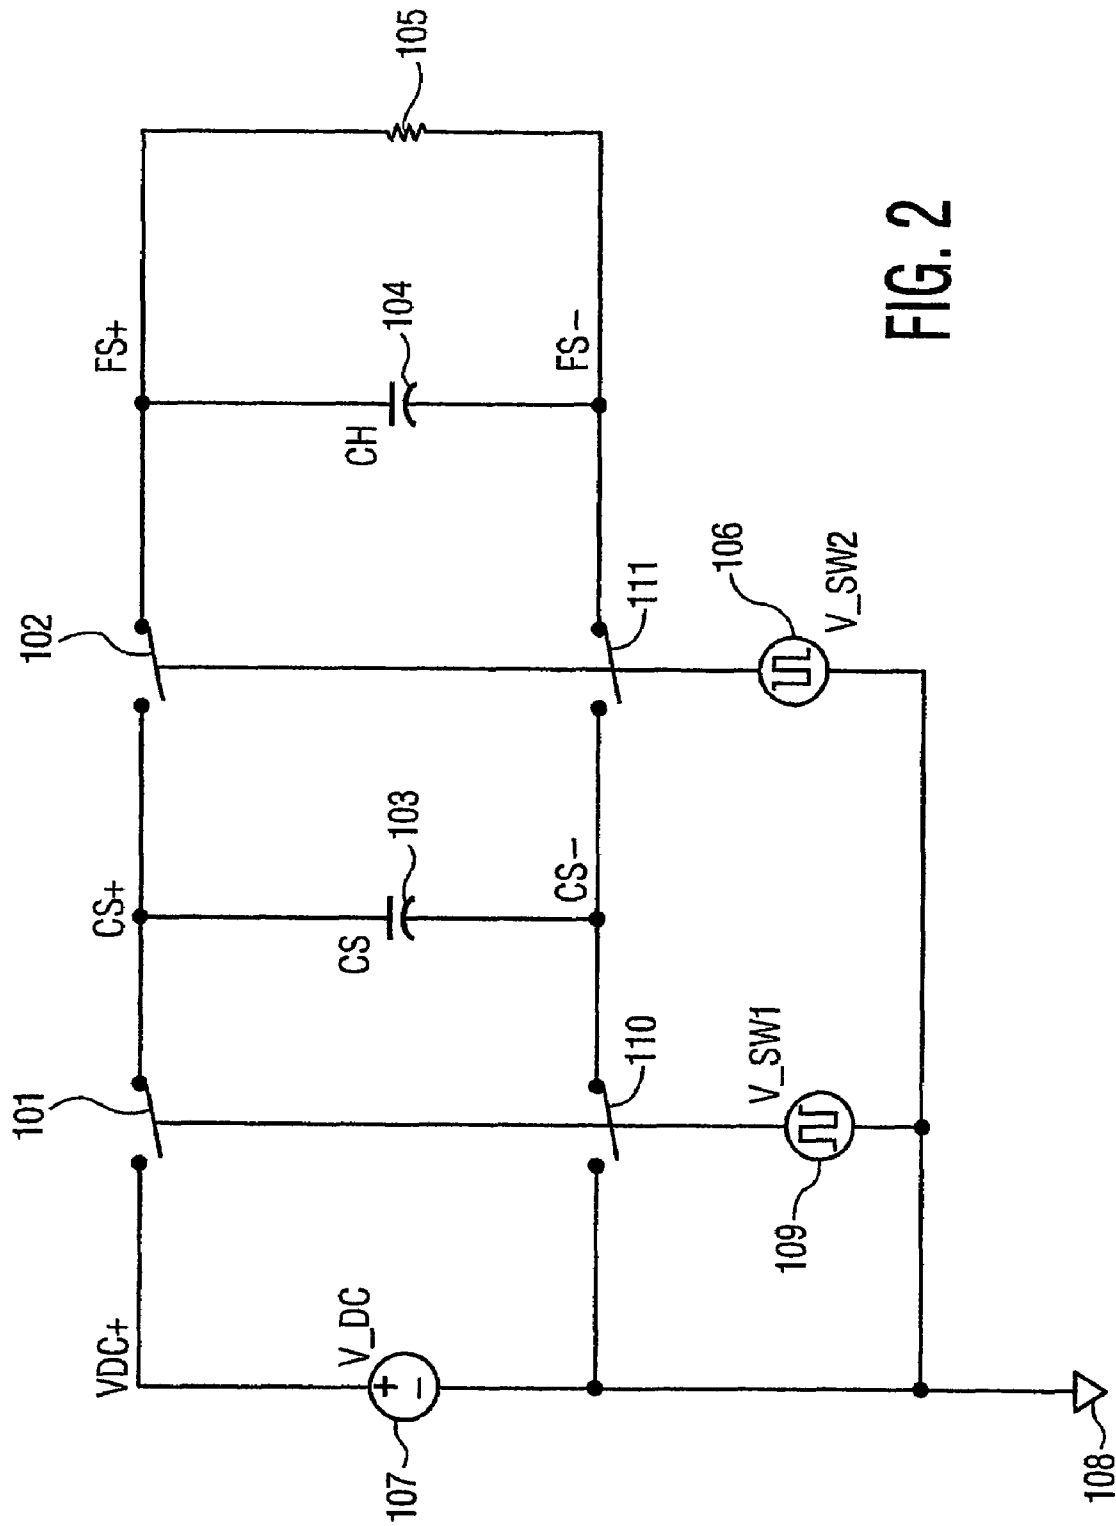 VDC+
101
CS+
102
FS+
105
107
V_DC
CS
103
CH
104
110
CS−
111
FS−
109
V_SW1
106
V_SW2
108
FIG. 2